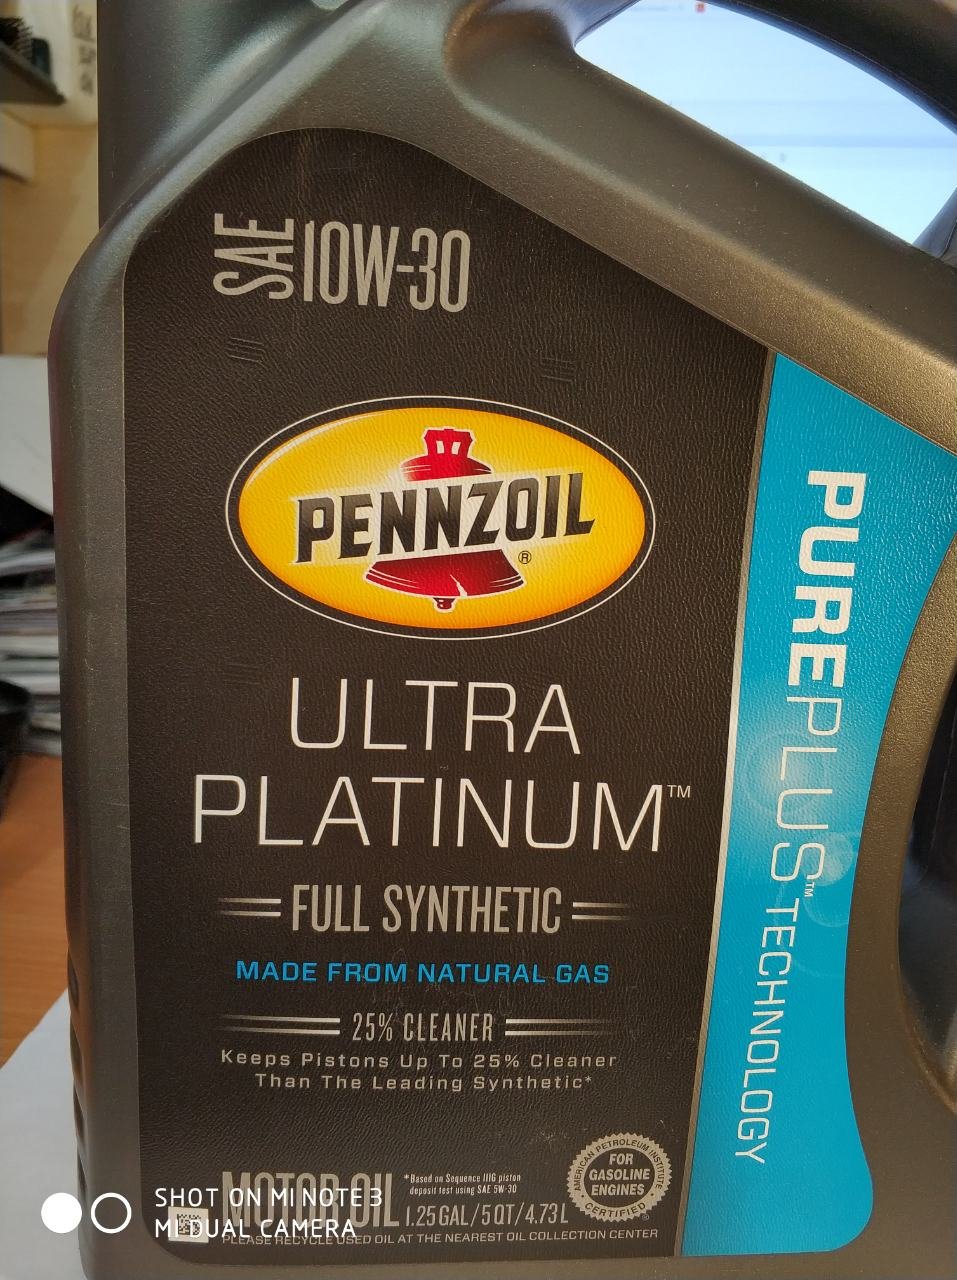 SAE 10W-30
PENNZOIL
®
ULTRA
PLATINUM™
FULL SYNTHETIC
MADE FROM NATURAL GAS
25% CLEANER
Keeps Pistons Up To 25% Cleaner
Than The Leading Synthetic*
MOTOR OIL
*Based on Sequence IIIG piston
deposit test using SAE 5W-30
1.25 GAL / 5 QT / 4.73 L
PLEASE RECYCLE USED OIL AT THE NEAREST OIL COLLECTION CENTER
AMERICAN PETROLEUM INSTITUTE
FOR
GASOLINE
ENGINES
CERTIFIED
®
PUREPLUS™ TECHNOLOGY
SHOT ON MI NOTE 3
MI DUAL CAMERA